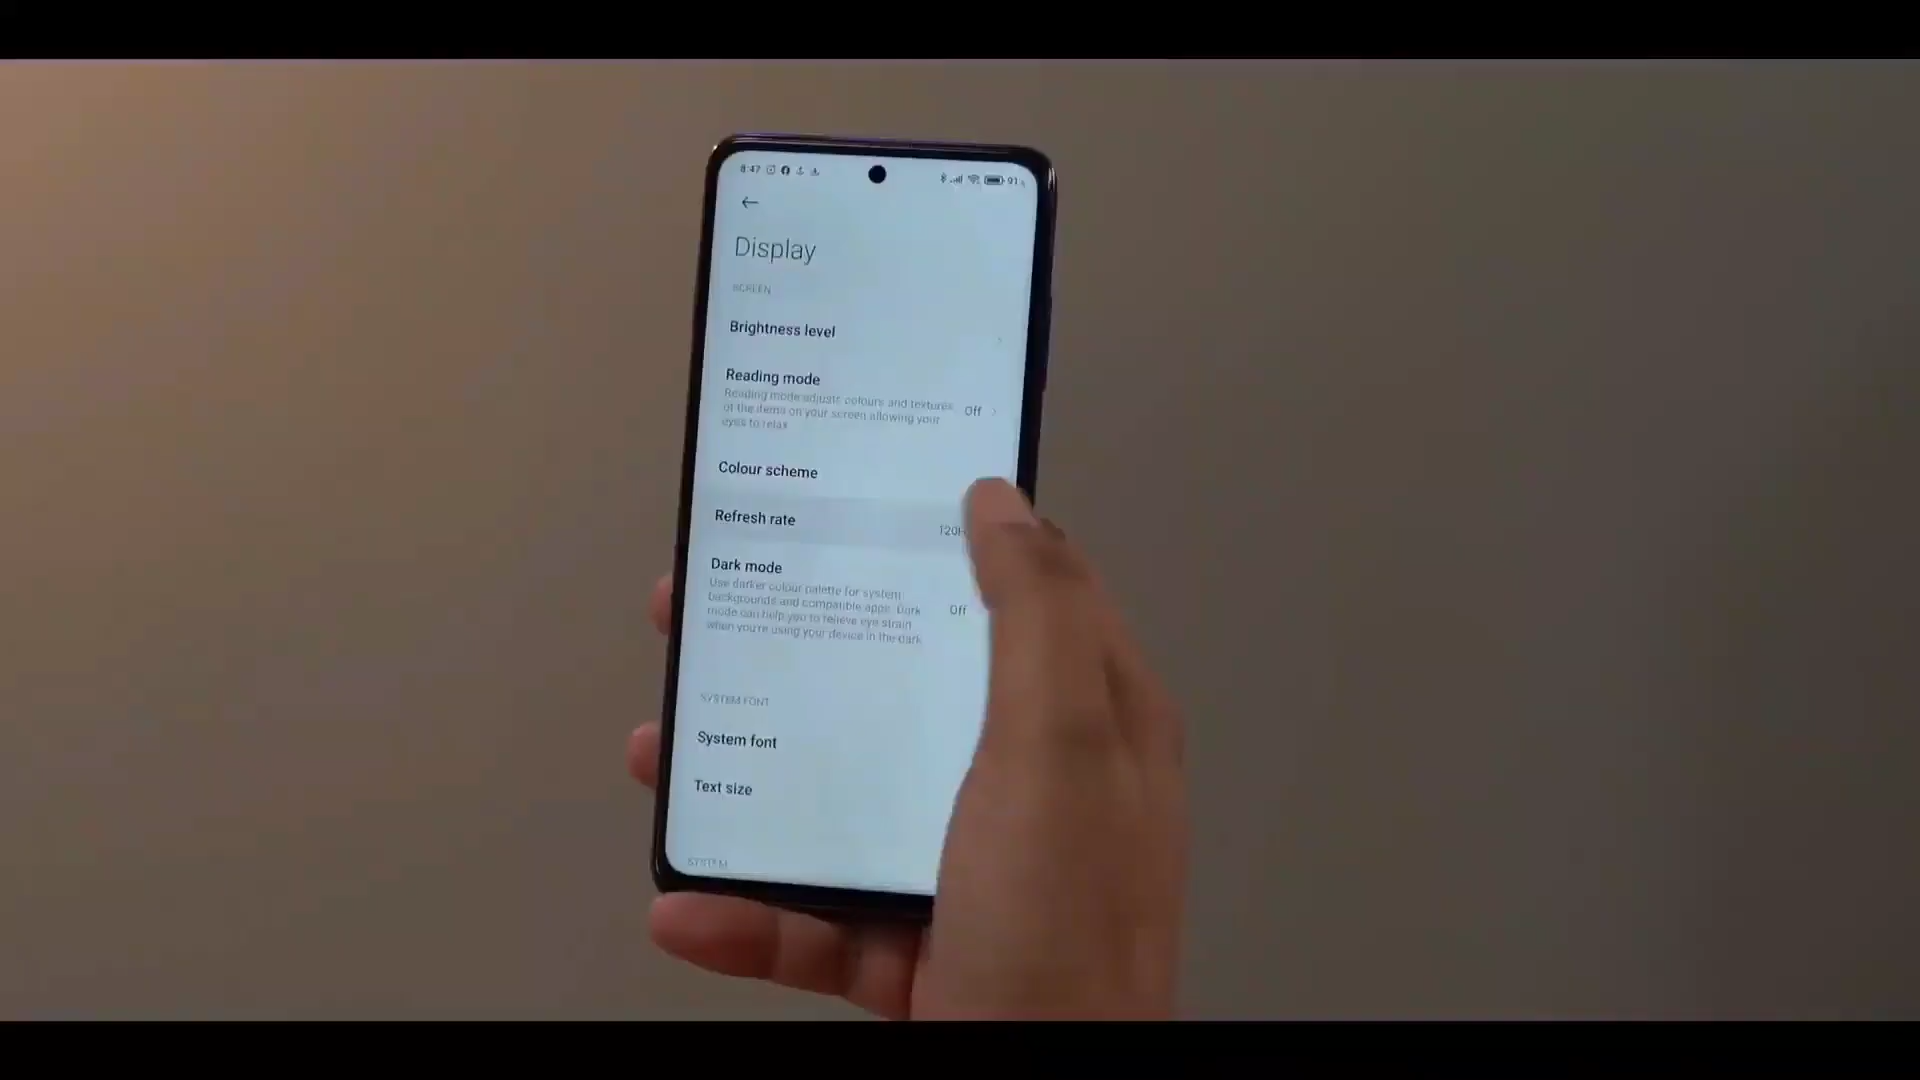 8:47
91
Display
SCREEN
Brightness level
Reading mode
Reading mode adjusts colours and textures
of the items on your screen allowing your
eyes to relax
Off
Colour scheme
Refresh rate
120H
Dark mode
Use darker colour palette for system
backgrounds and compatible apps. Dark
mode can help you to relieve eye strain
when you're using your device in the dark
Off
SYSTEM FONT
System font
Text size
SYSTEM